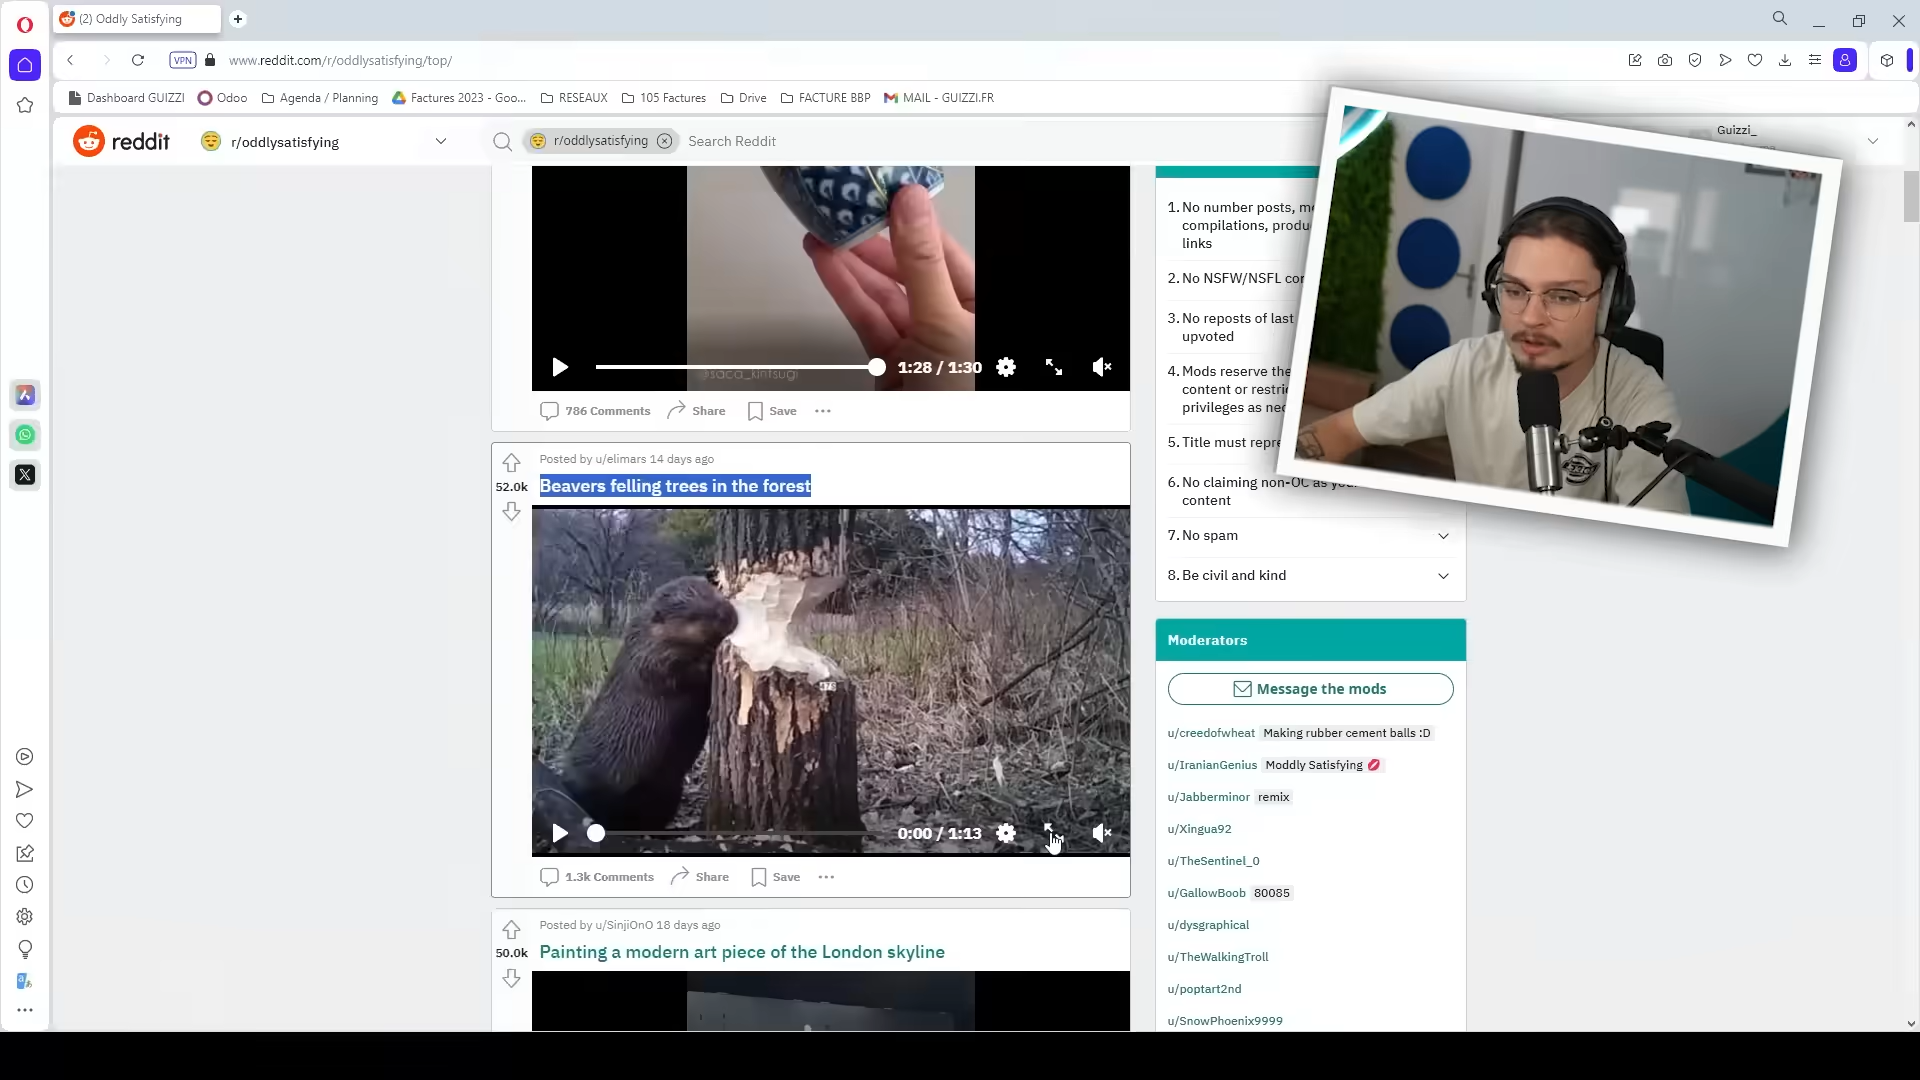 (2) Oddly Satisfying
VPN
www.reddit.com/r/oddlysatisfying/top/
Dashboard GUIZZI
Odoo
Agenda / Planning
Factures 2023 - Goo...
RESEAUX
105 Factures
Drive
FACTURE BBP
MAIL - GUIZZI.FR
reddit
r/oddlysatisfying
r/oddlysatisfying
Search Reddit
Guizzi_
1. No number posts,
compilations,
links
2. No NSFW/NSFL
3. No reposts of last
upvoted
4. Mods reserve the
content or
privileges as
5. Title must
6. No claiming non-OC as
content
7. No spam
8. Be civil and kind
1:28 / 1:30
@saca_kintsugi
786 Comments
Share
Save
Posted by u/elimars 14 days ago
52.0k
Beavers felling trees in the forest
0:00 / 1:13
1.3k Comments
Share
Save
Posted by u/SinjiOnO 18 days ago
50.0k
Painting a modern art piece of the London skyline
Moderators
Message the mods
u/creedofwheat Making rubber cement balls :D
u/IranianGenius Moddly Satisfying
u/Jabberminor remix
u/Xingua92
u/TheSentinel_0
u/GallowBoob 80085
u/dysgraphical
u/TheWalkingTroll
u/poptart2nd
u/SnowPhoenix9999